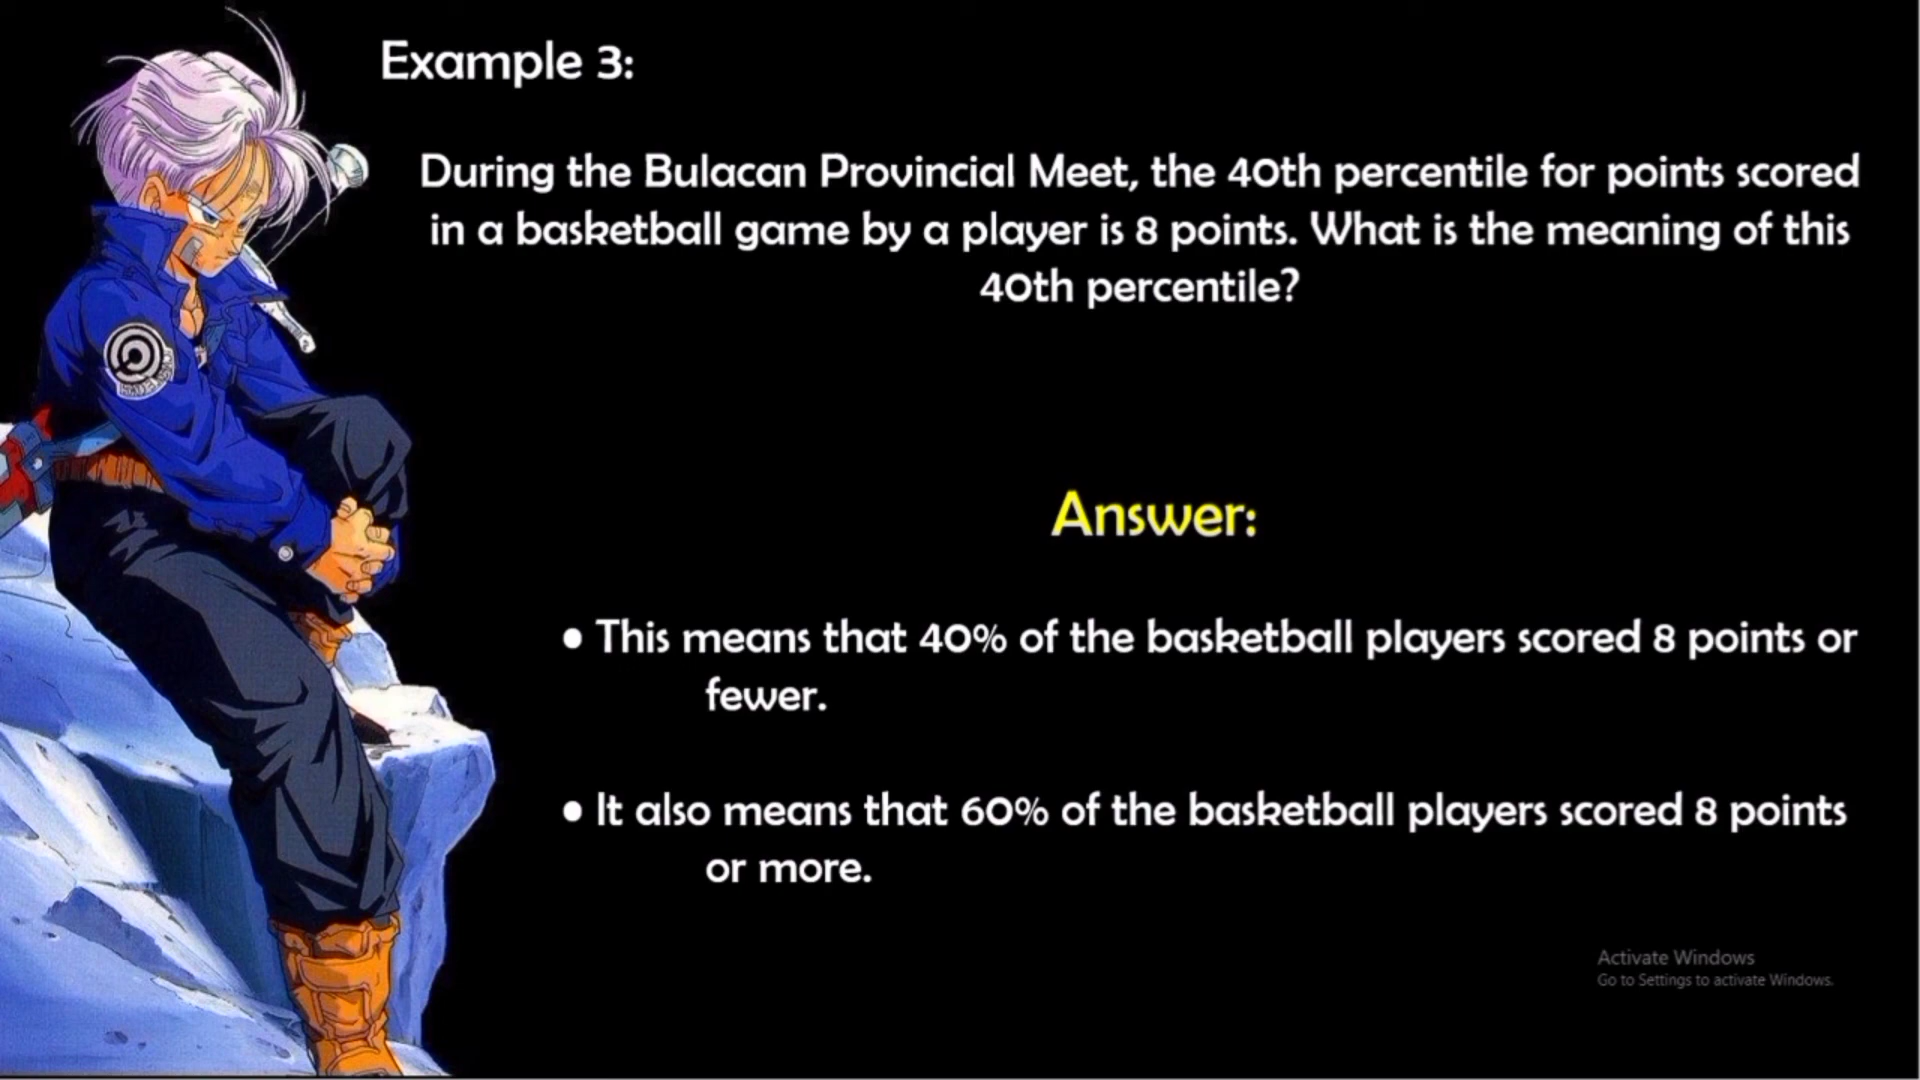 Example 3:
During the Bulacan Provincial Meet, the 40th percentile for points scored
in a basketball game by a player is 8 points. What is the meaning of this
40th percentile?
Answer:
• This means that 40% of the basketball players scored 8 points or
fewer.
• It also means that 60% of the basketball players scored 8 points
or more.
Activate Windows
Go to Settings to activate Windows.